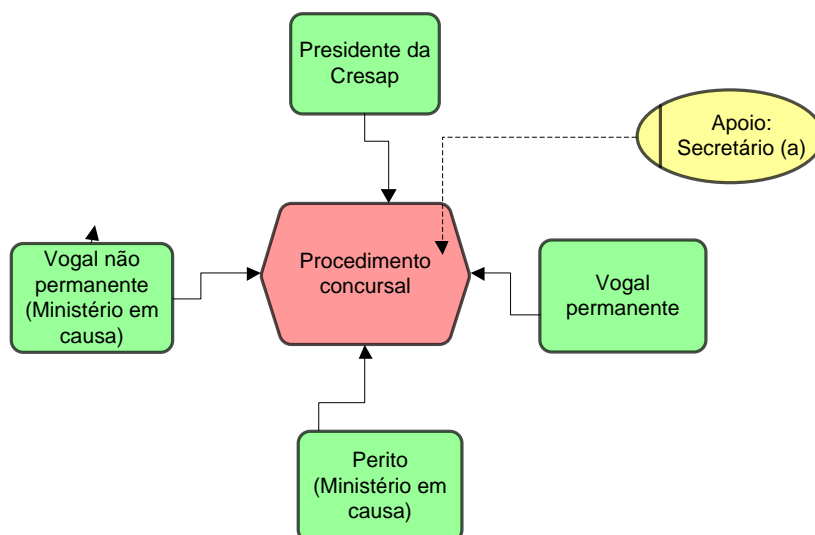 Presidente da
Cresap
Apoio:
Secretário (a)
Vogal não
permanente
(Ministério em
causa)
Procedimento
concursal
Vogal
permanente
Perito
(Ministério em
causa)